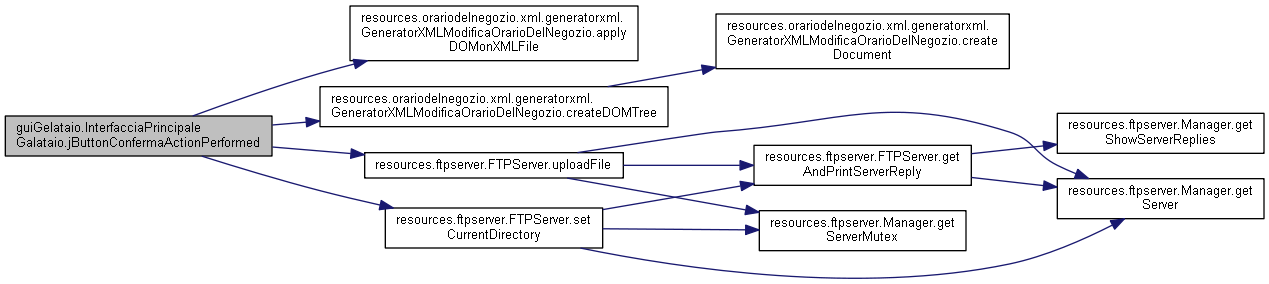 resources.orariodelnegozio.xml.generatorxml.
GeneratorXMLModificaOrarioDelNegozio.apply
DOMonXMLFile
resources.orariodelnegozio.xml.generatorxml.
GeneratorXMLModificaOrarioDelNegozio.create
Document
resources.orariodelnegozio.xml.generatorxml.
GeneratorXMLModificaOrarioDelNegozio.createDOMTree
guiGelataio.InterfacciaPrincipale
Galataio.jButtonConfermaActionPerformed
resources.ftpserver.FTPServer.uploadFile
resources.ftpserver.FTPServer.get
AndPrintServerReply
resources.ftpserver.Manager.get
ShowServerReplies
resources.ftpserver.Manager.get
Server
resources.ftpserver.FTPServer.set
CurrentDirectory
resources.ftpserver.Manager.get
ServerMutex